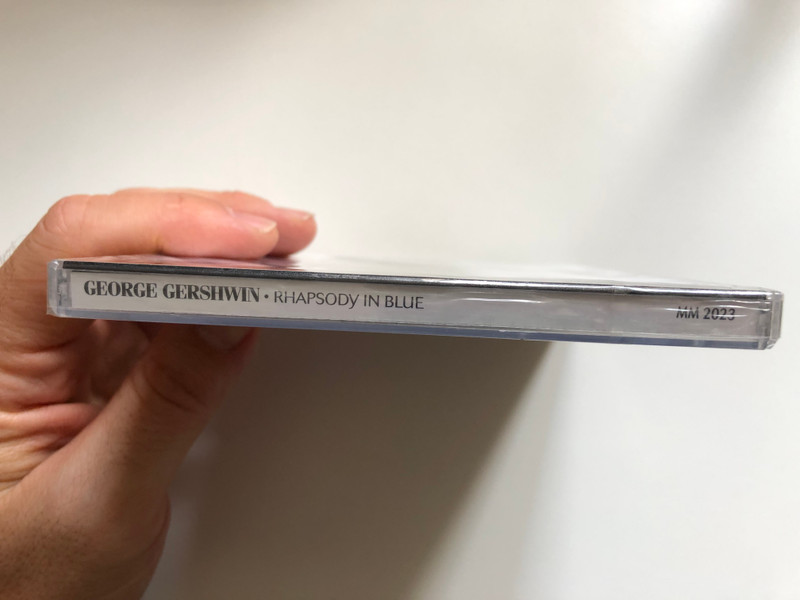 GEORGE GERSHWIN • RHAPSODY IN BLUE MM 2023